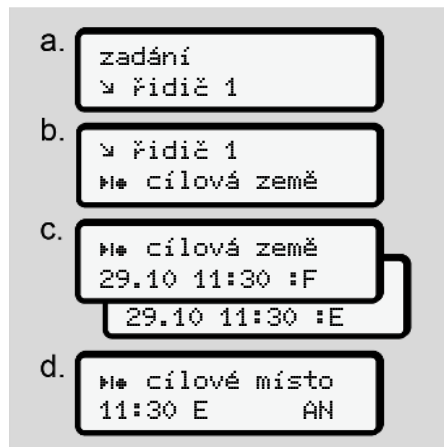 a.
zadání
↘ řidič 1
b.
↘ řidič 1
cílová země
c.
cílová země
29.10 11:30 :F
29.10 11:30 :E
d.
cílové místo
11:30 E AN